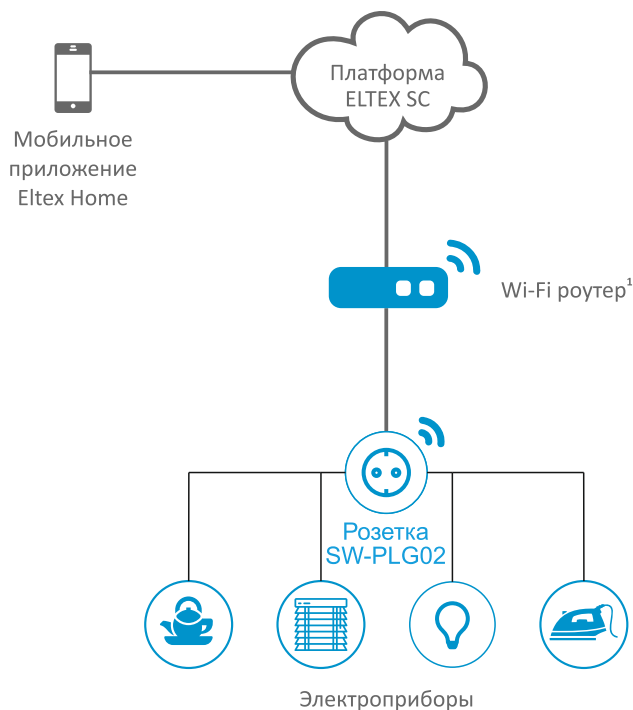 Платформа
ELTEX SC
Мобильное
приложение
Eltex Home
Wi-Fi роутер¹
Розетка
SW-PLG02
Электроприборы